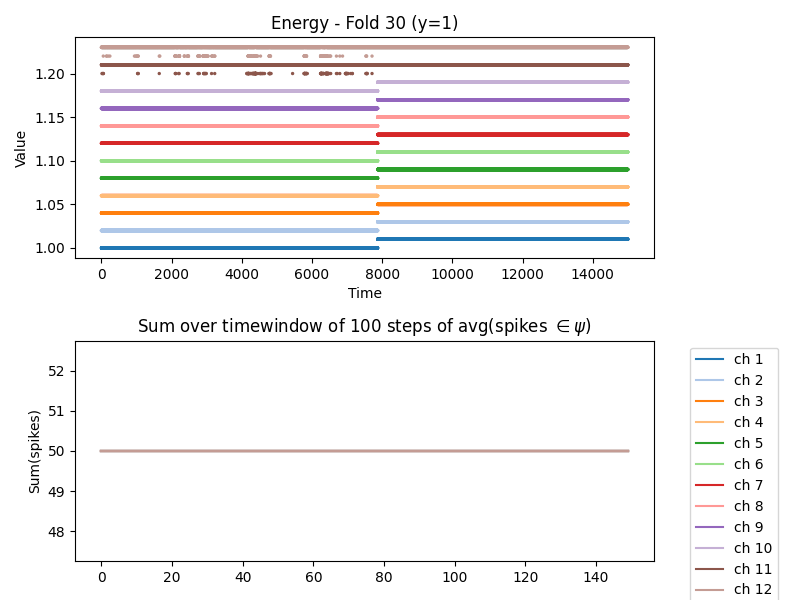 Energy - Fold 30 (y=1)
Value
1.20
1.15
1.10
1.05
1.00
0 2000 4000 6000 8000 10000 12000 14000
Time
Sum over timewindow of 100 steps of avg(spikes ∈ ψ)
Sum(spikes)
52
51
50
49
48
0 20 40 60 80 100 120 140
ch 1
ch 2
ch 3
ch 4
ch 5
ch 6
ch 7
ch 8
ch 9
ch 10
ch 11
ch 12